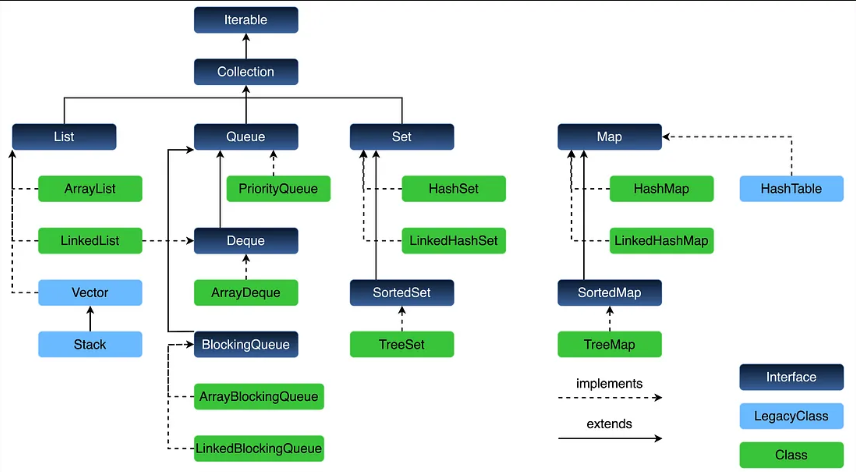 Iterable
Collection
List
Queue
Set
Map
ArrayList
PriorityQueue
HashSet
HashMap
HashTable
LinkedList
Deque
LinkedHashSet
LinkedHashMap
Vector
ArrayDeque
SortedSet
SortedMap
Stack
BlockingQueue
TreeSet
TreeMap
Interface
implements
ArrayBlockingQueue
LegacyClass
extends
LinkedBlockingQueue
Class